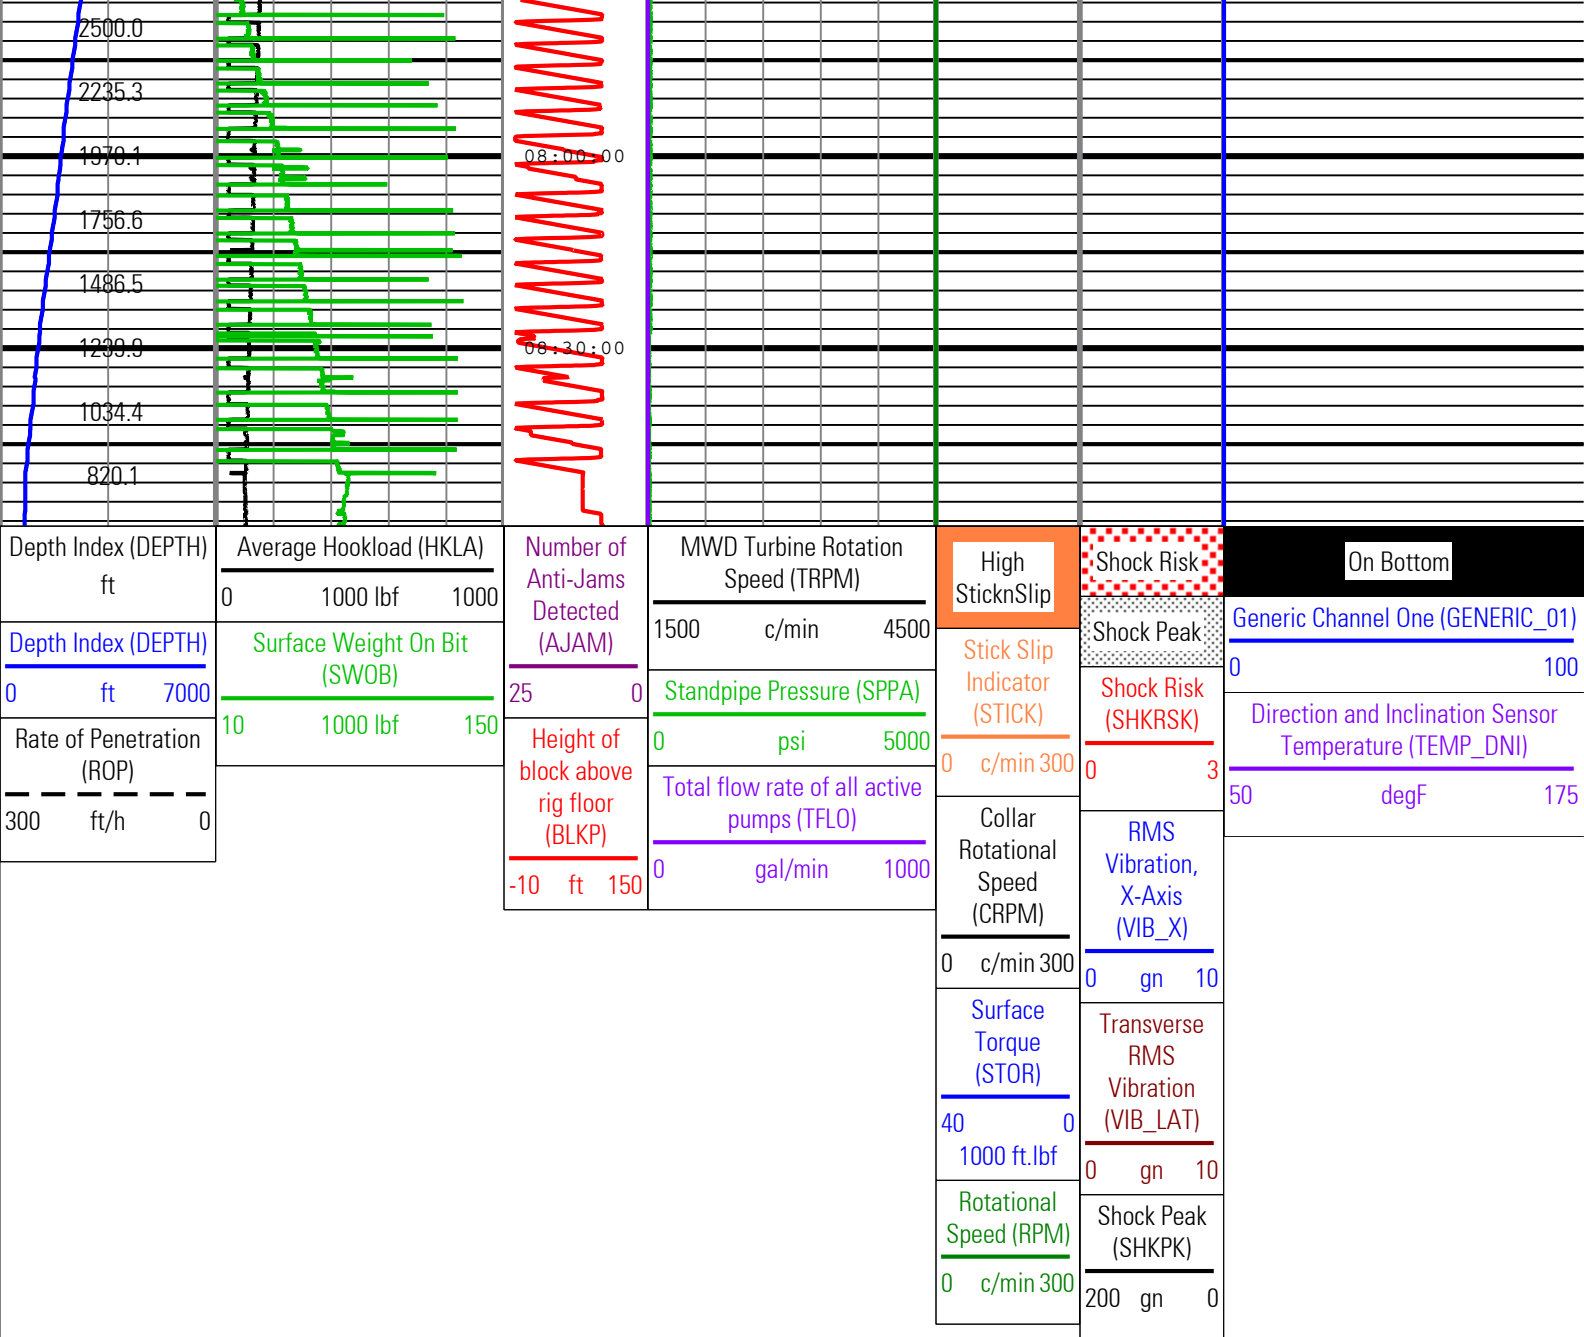 2500.0
2235.3
1979.1
08:00:00
1756.6
1486.5
1239.9
08:30:00
1034.4
820.1
Depth Index (DEPTH)
ft
Depth Index (DEPTH)
0 ft 7000
Rate of Penetration
(ROP)
300 ft/h 0
Average Hookload (HKLA)
0 1000 lbf 1000
Surface Weight On Bit
(SWOB)
10 1000 lbf 150
Number of
Anti-Jams
Detected
(AJAM)
25 0
Height of
block above
rig floor
(BLKP)
-10 ft 150
MWD Turbine Rotation
Speed (TRPM)
1500 c/min 4500
Standpipe Pressure (SPPA)
0 psi 5000
Total flow rate of all active
pumps (TFLO)
0 gal/min 1000
High
SticknSlip
Stick Slip
Indicator
(STICK)
0 c/min 300
Collar
Rotational
Speed
(CRPM)
0 c/min 300
Surface
Torque
(STOR)
40 0
1000 ft.lbf
Rotational
Speed (RPM)
0 c/min 300
Shock Risk
Shock Peak
Shock Risk
(SHKRSK)
0 3
RMS
Vibration,
X-Axis
(VIB_X)
0 gn 10
Transverse
RMS
Vibration
(VIB_LAT)
0 gn 10
Shock Peak
(SHKPK)
200 gn 0
On Bottom
Generic Channel One (GENERIC_01)
0 100
Direction and Inclination Sensor
Temperature (TEMP_DNI)
50 degF 175